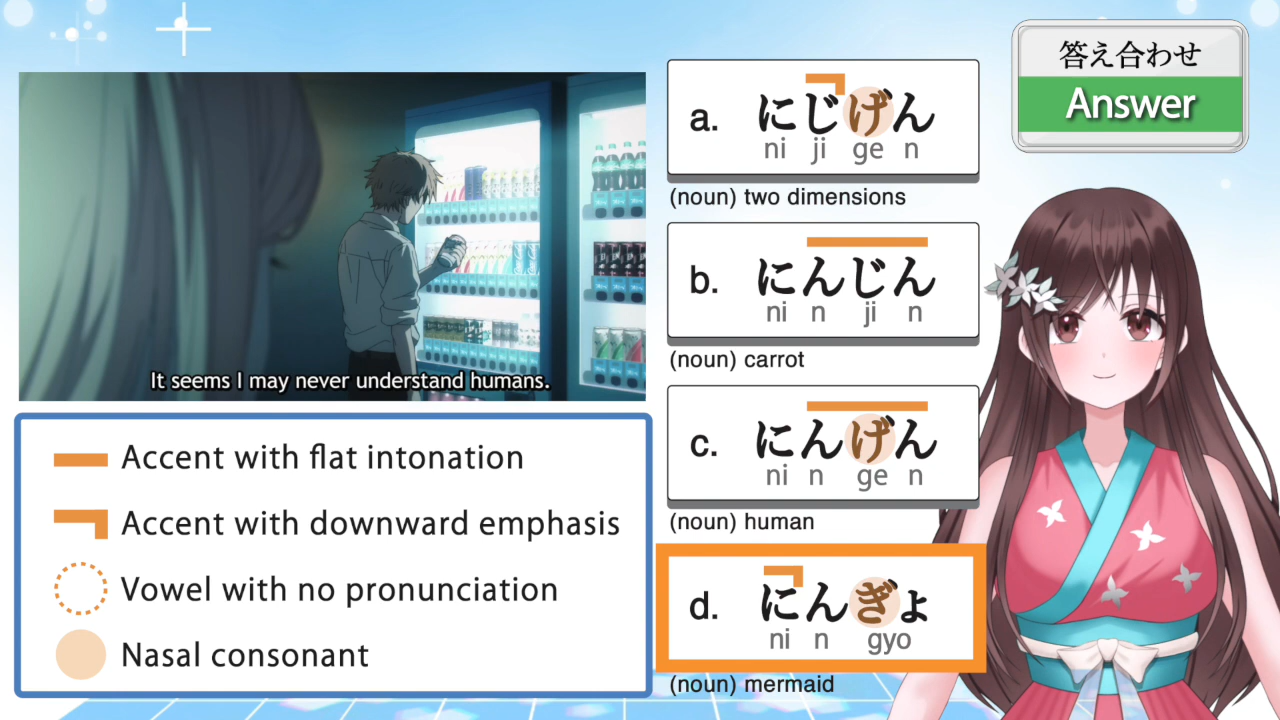 答え合わせ
Answer
It seems I may never understand humans.
Accent with flat intonation
Accent with downward emphasis
Vowel with no pronunciation
Nasal consonant
a. にじげん
ni ji ge n
(noun) two dimensions
b. にんじん
ni n ji n
(noun) carrot
c. にんげん
ni n ge n
(noun) human
d. にんぎょ
ni n gyo
(noun) mermaid